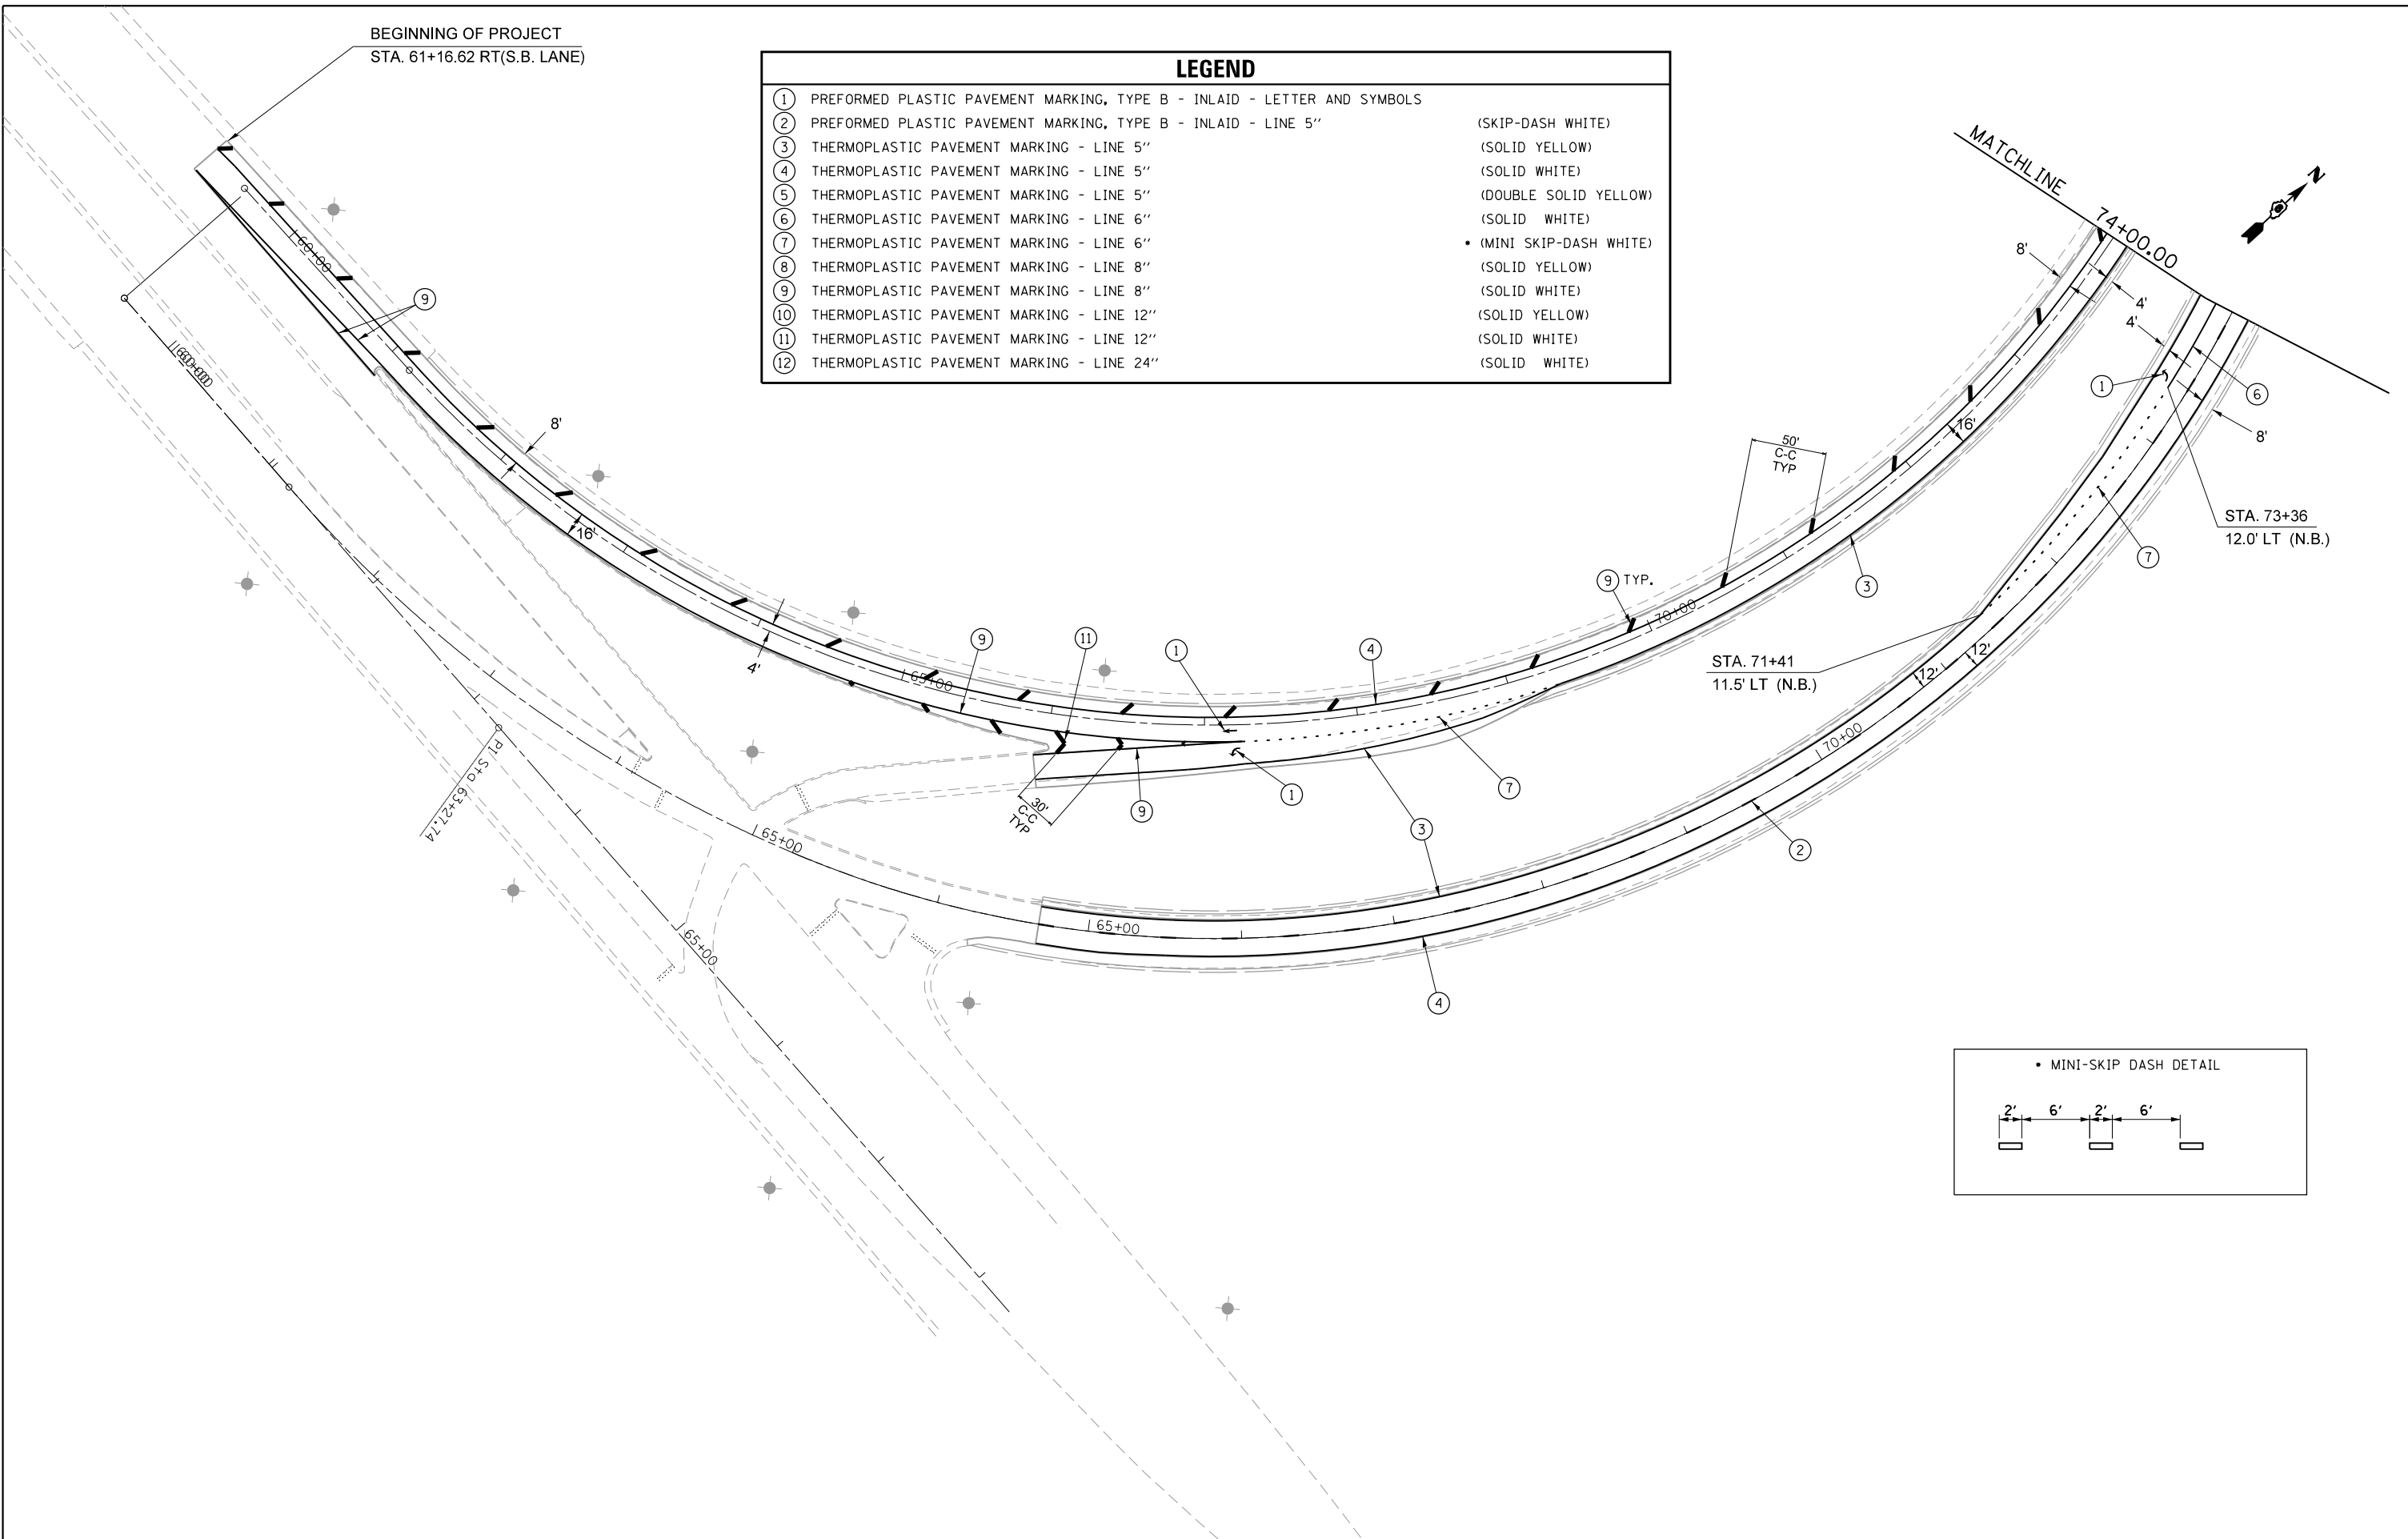 BEGINNING OF PROJECT
STA. 61+16.62 RT(S.B. LANE)
LEGEND
1 PREFORMED PLASTIC PAVEMENT MARKING, TYPE B - INLAID - LETTER AND SYMBOLS
2 PREFORMED PLASTIC PAVEMENT MARKING, TYPE B - INLAID - LINE 5'' (SKIP-DASH WHITE)
3 THERMOPLASTIC PAVEMENT MARKING - LINE 5'' (SOLID YELLOW)
4 THERMOPLASTIC PAVEMENT MARKING - LINE 5'' (SOLID WHITE)
5 THERMOPLASTIC PAVEMENT MARKING - LINE 5'' (DOUBLE SOLID YELLOW)
6 THERMOPLASTIC PAVEMENT MARKING - LINE 6'' (SOLID WHITE)
7 THERMOPLASTIC PAVEMENT MARKING - LINE 6'' • (MINI SKIP-DASH WHITE)
8 THERMOPLASTIC PAVEMENT MARKING - LINE 8'' (SOLID YELLOW)
9 THERMOPLASTIC PAVEMENT MARKING - LINE 8'' (SOLID WHITE)
10 THERMOPLASTIC PAVEMENT MARKING - LINE 12'' (SOLID YELLOW)
11 THERMOPLASTIC PAVEMENT MARKING - LINE 12'' (SOLID WHITE)
12 THERMOPLASTIC PAVEMENT MARKING - LINE 24'' (SOLID WHITE)
MATCHLINE
74+00.00
N
8'
4'
4'
60+00
9
1
6
8'
8'
16'
50'
C-C
TYP
16'
STA. 73+36
12.0' LT (N.B.)
7
9 TYP.
3
70+00
9
11
1
4
4'
65+00
STA. 71+41
11.5' LT (N.B.)
12'
12'
PI Sta 63+27.74
30'
C-C
TYP
9
1
7
3
70+00
2
65+00
65+00
65+00
4
• MINI-SKIP DASH DETAIL
2' 6' 2' 6'